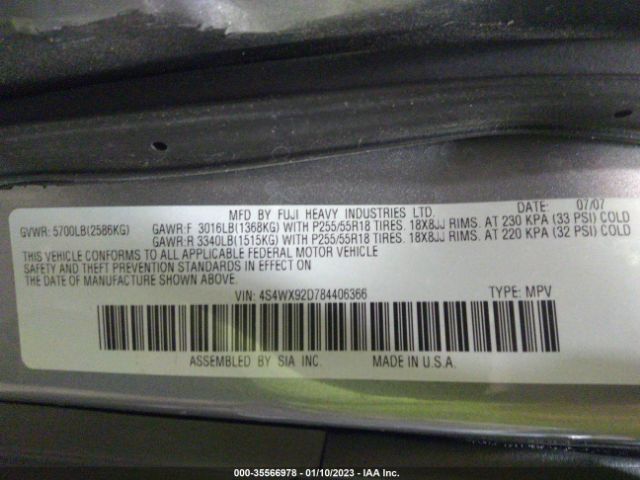 MFD BY FUJI HEAVY INDUSTRIES LTD. DATE: 07/07
GVWR: 5700LB(2586KG) GAWR:F 3016LB(1368KG) WITH P255/55R18 TIRES. 18X8JJ RIMS. AT 230 KPA (33 PSI) COLD
GAWR:R 3340LB(1515KG) WITH P255/55R18 TIRES. 18X8JJ RIMS. AT 220 KPA (32 PSI) COLD
THIS VEHICLE CONFORMS TO ALL APPLICABLE FEDERAL MOTOR VEHICLE
SAFETY AND THEFT PREVENTION STANDARDS IN EFFECT ON
THE DATE OF MANUFACTURE SHOWN ABOVE.
VIN: 4S4WX92D784406366 TYPE: MPV
ASSEMBLED BY SIA INC. MADE IN U.S.A.
000-35566978 - 01/10/2023 - IAA Inc.